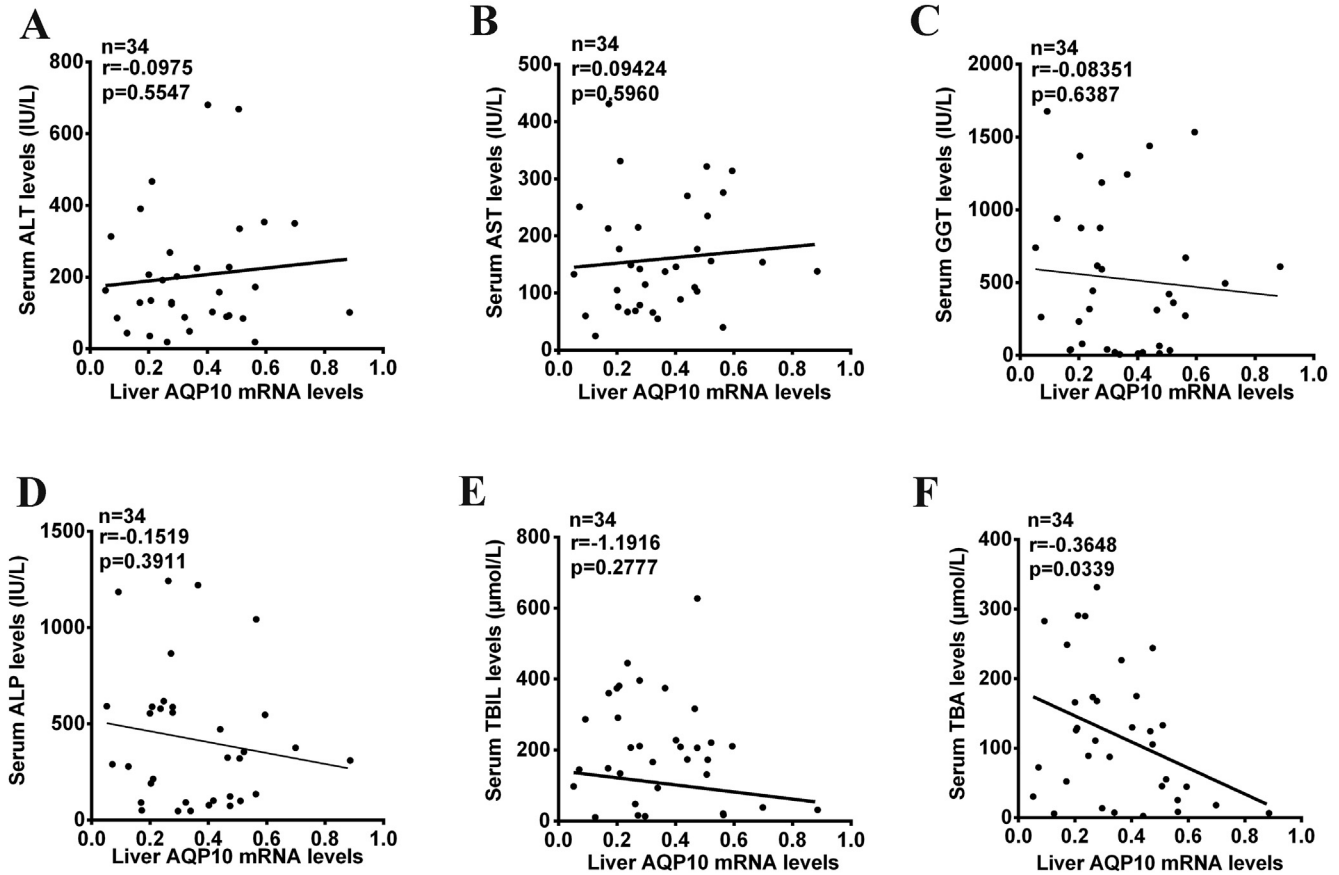 A
n=34
r=-0.0975
p=0.5547
Serum ALT levels (IU/L)
800
600
400
200
0
0.0 0.2 0.4 0.6 0.8 1.0
Liver AQP10 mRNA levels
B
n=34
r=0.09424
p=0.5960
Serum AST levels (IU/L)
500
400
300
200
100
0
0.0 0.2 0.4 0.6 0.8 1.0
Liver AQP10 mRNA levels
C
n=34
r=-0.08351
p=0.6387
Serum GGT levels (IU/L)
2000
1500
1000
500
0
0.0 0.2 0.4 0.6 0.8 1.0
Liver AQP10 mRNA levels
D
n=34
r=-0.1519
p=0.3911
Serum ALP levels (IU/L)
1500
1000
500
0
0.0 0.2 0.4 0.6 0.8 1.0
Liver AQP10 mRNA levels
E
n=34
r=-1.1916
p=0.2777
Serum TBIL levels (μmol/L)
800
600
400
200
0
0.0 0.2 0.4 0.6 0.8 1.0
Liver AQP10 mRNA levels
F
n=34
r=-0.3648
p=0.0339
Serum TBA levels (μmol/L)
400
300
200
100
0
0.0 0.2 0.4 0.6 0.8 1.0
Liver AQP10 mRNA levels